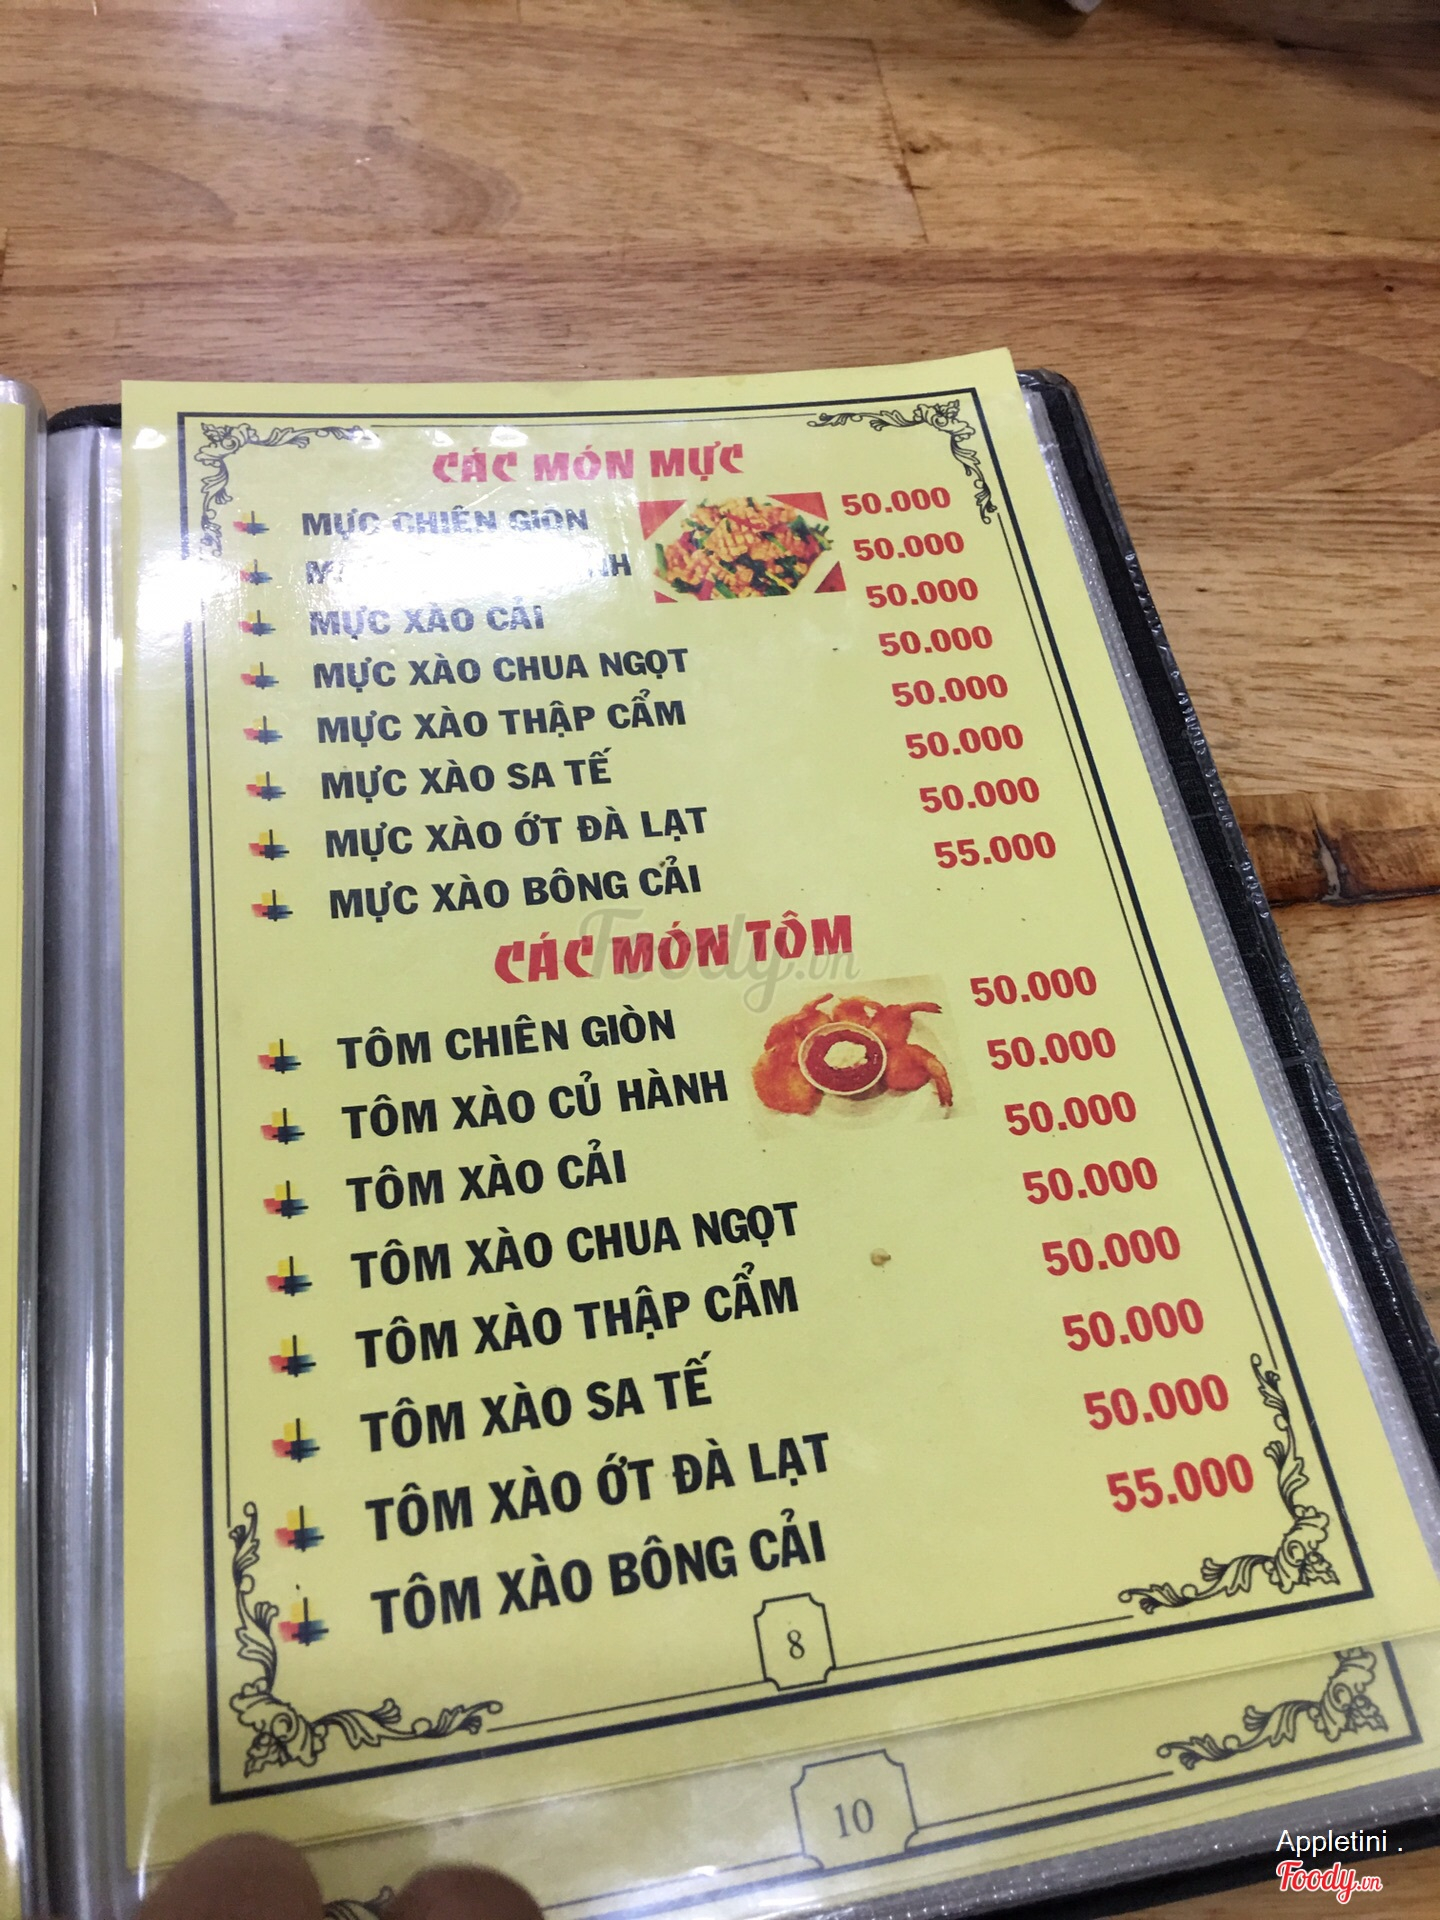 CÁC MÓN MỰC
MỰC CHIÊN GIÒN 50.000
50.000
MỰC XÀO CẢI 50.000
MỰC XÀO CHUA NGỌT 50.000
MỰC XÀO THẬP CẨM 50.000
MỰC XÀO SA TẾ 50.000
MỰC XÀO ỚT ĐÀ LẠT 50.000
MỰC XÀO BÔNG CẢI 55.000
CÁC MÓN TÔM
TÔM CHIÊN GIÒN 50.000
TÔM XÀO CỦ HÀNH 50.000
TÔM XÀO CẢI 50.000
TÔM XÀO CHUA NGỌT 50.000
TÔM XÀO THẬP CẨM 50.000
TÔM XÀO SA TẾ 50.000
TÔM XÀO ỚT ĐÀ LẠT 50.000
TÔM XÀO BÔNG CẢI 55.000
8
10
Foody.vn
Appletini .
Foody.vn